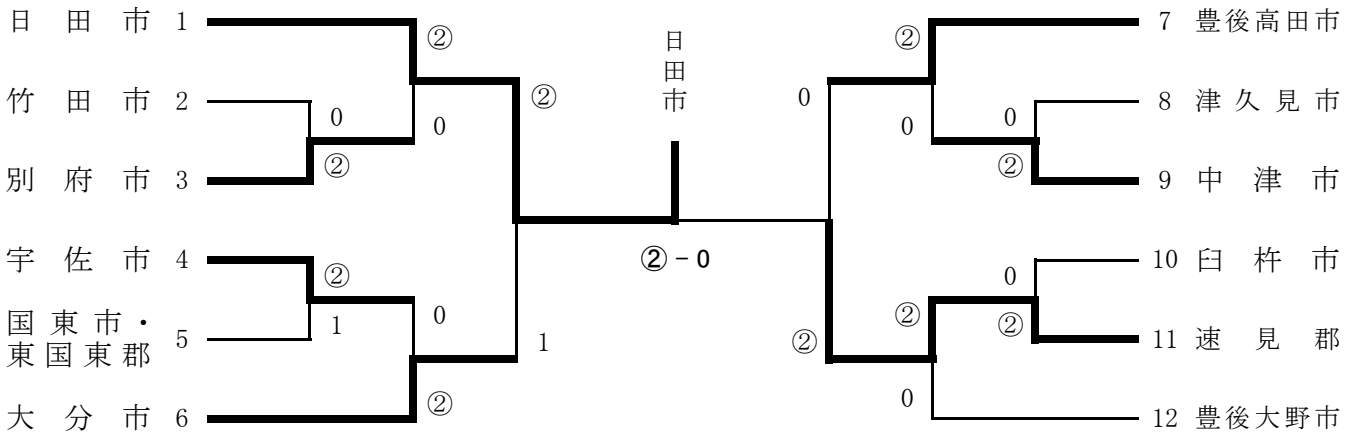 日田市 1
竹田市 2
別府市 3
宇佐市 4
国東市・
東国東郡 5
大分市 6
②
0
0
②
②
②
1
0
②
1
日
田
市
②-0
0
②
②
0
0
②
0
②
②
0
7 豊後高田市
8 津久見市
9 中津市
10 臼杵市
11 速見郡
12 豊後大野市